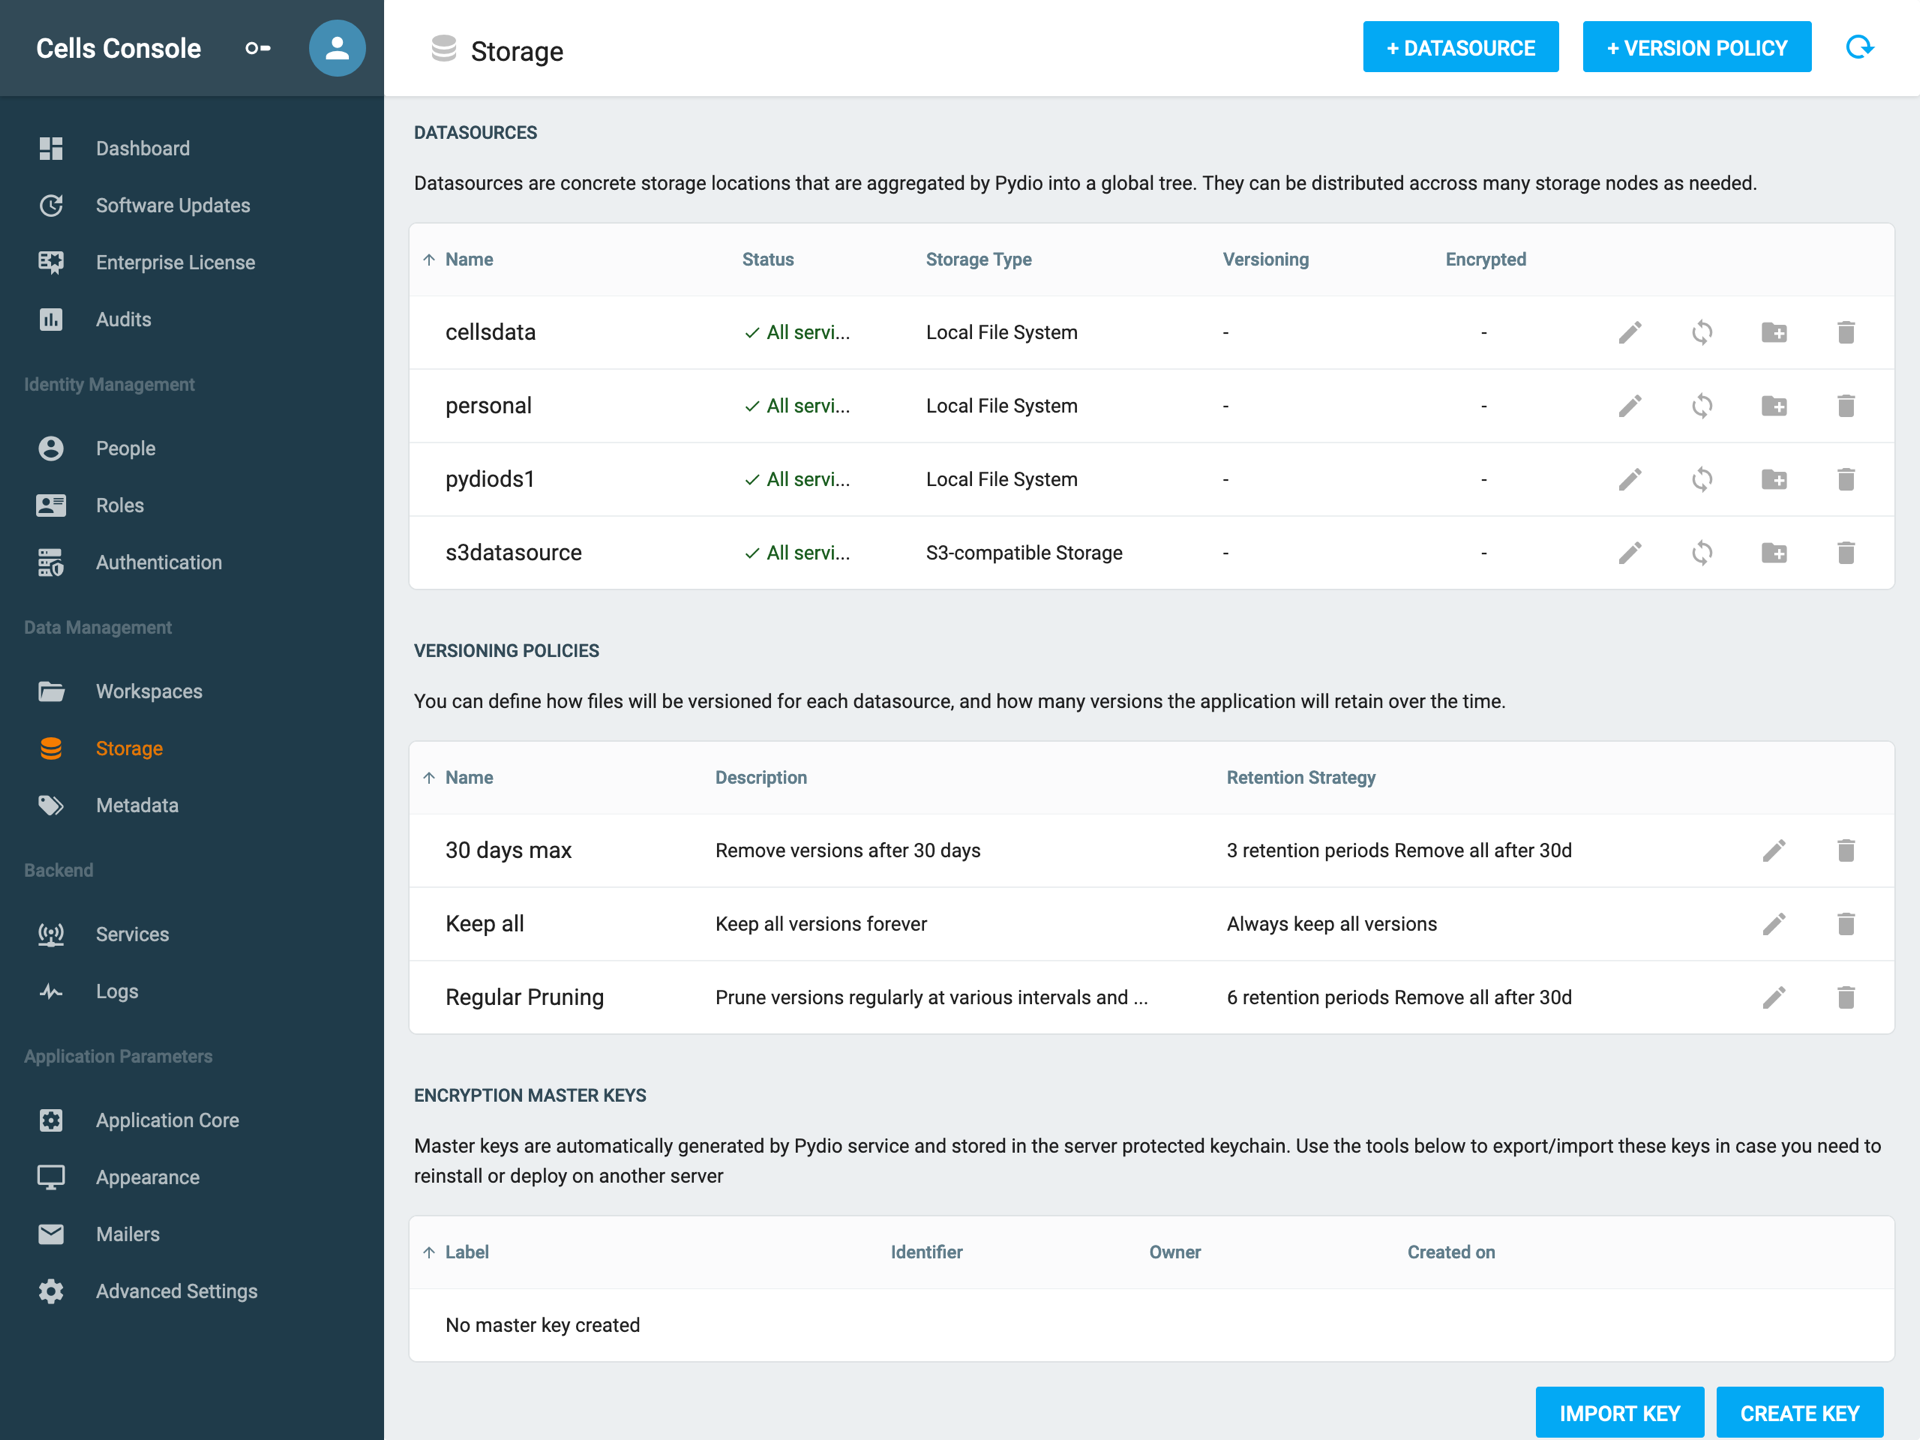 Cells Console
Storage
+ DATASOURCE
+ VERSION POLICY
Dashboard
Software Updates
Enterprise License
Audits
Identity Management
People
Roles
Authentication
Data Management
Workspaces
Storage
Metadata
Backend
Services
Logs
Application Parameters
Application Core
Appearance
Mailers
Advanced Settings
DATASOURCES
Datasources are concrete storage locations that are aggregated by Pydio into a global tree. They can be distributed accross many storage nodes as needed.
Name Status Storage Type Versioning Encrypted
cellsdata All servi... Local File System - -
personal All servi... Local File System - -
pydiods1 All servi... Local File System - -
s3datasource All servi... S3-compatible Storage - -
VERSIONING POLICIES
You can define how files will be versioned for each datasource, and how many versions the application will retain over the time.
Name Description Retention Strategy
30 days max Remove versions after 30 days 3 retention periods Remove all after 30d
Keep all Keep all versions forever Always keep all versions
Regular Pruning Prune versions regularly at various intervals and ... 6 retention periods Remove all after 30d
ENCRYPTION MASTER KEYS
Master keys are automatically generated by Pydio service and stored in the server protected keychain. Use the tools below to export/import these keys in case you need to
reinstall or deploy on another server
Label Identifier Owner Created on
No master key created
IMPORT KEY
CREATE KEY